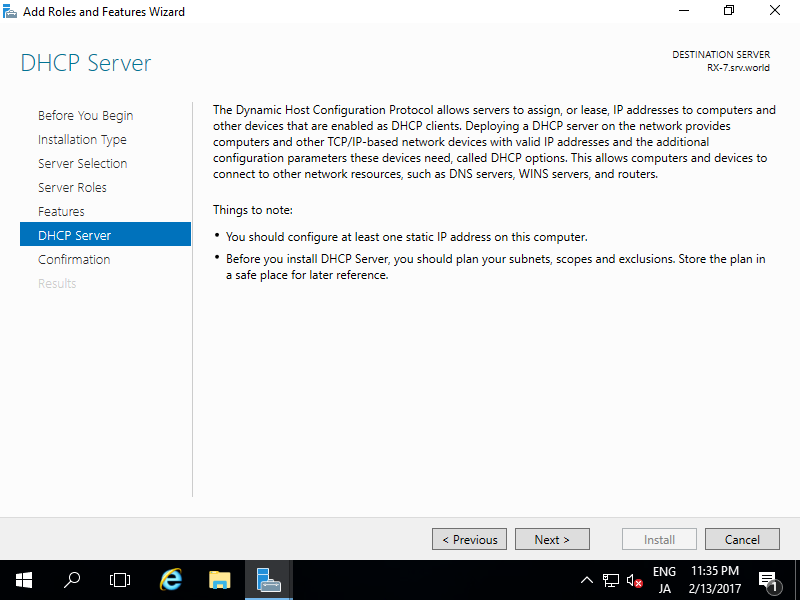 Add Roles and Features Wizard
DHCP Server
DESTINATION SERVER
RX-7.srv.world
Before You Begin
Installation Type
Server Selection
Server Roles
Features
DHCP Server
Confirmation
Results
The Dynamic Host Configuration Protocol allows servers to assign, or lease, IP addresses to computers and
other devices that are enabled as DHCP clients. Deploying a DHCP server on the network provides
computers and other TCP/IP-based network devices with valid IP addresses and the additional
configuration parameters these devices need, called DHCP options. This allows computers and devices to
connect to other network resources, such as DNS servers, WINS servers, and routers.
Things to note:
• You should configure at least one static IP address on this computer.
• Before you install DHCP Server, you should plan your subnets, scopes and exclusions. Store the plan in
a safe place for later reference.
< Previous
Next >
Install
Cancel
ENG
JA
11:35 PM
2/13/2017
1